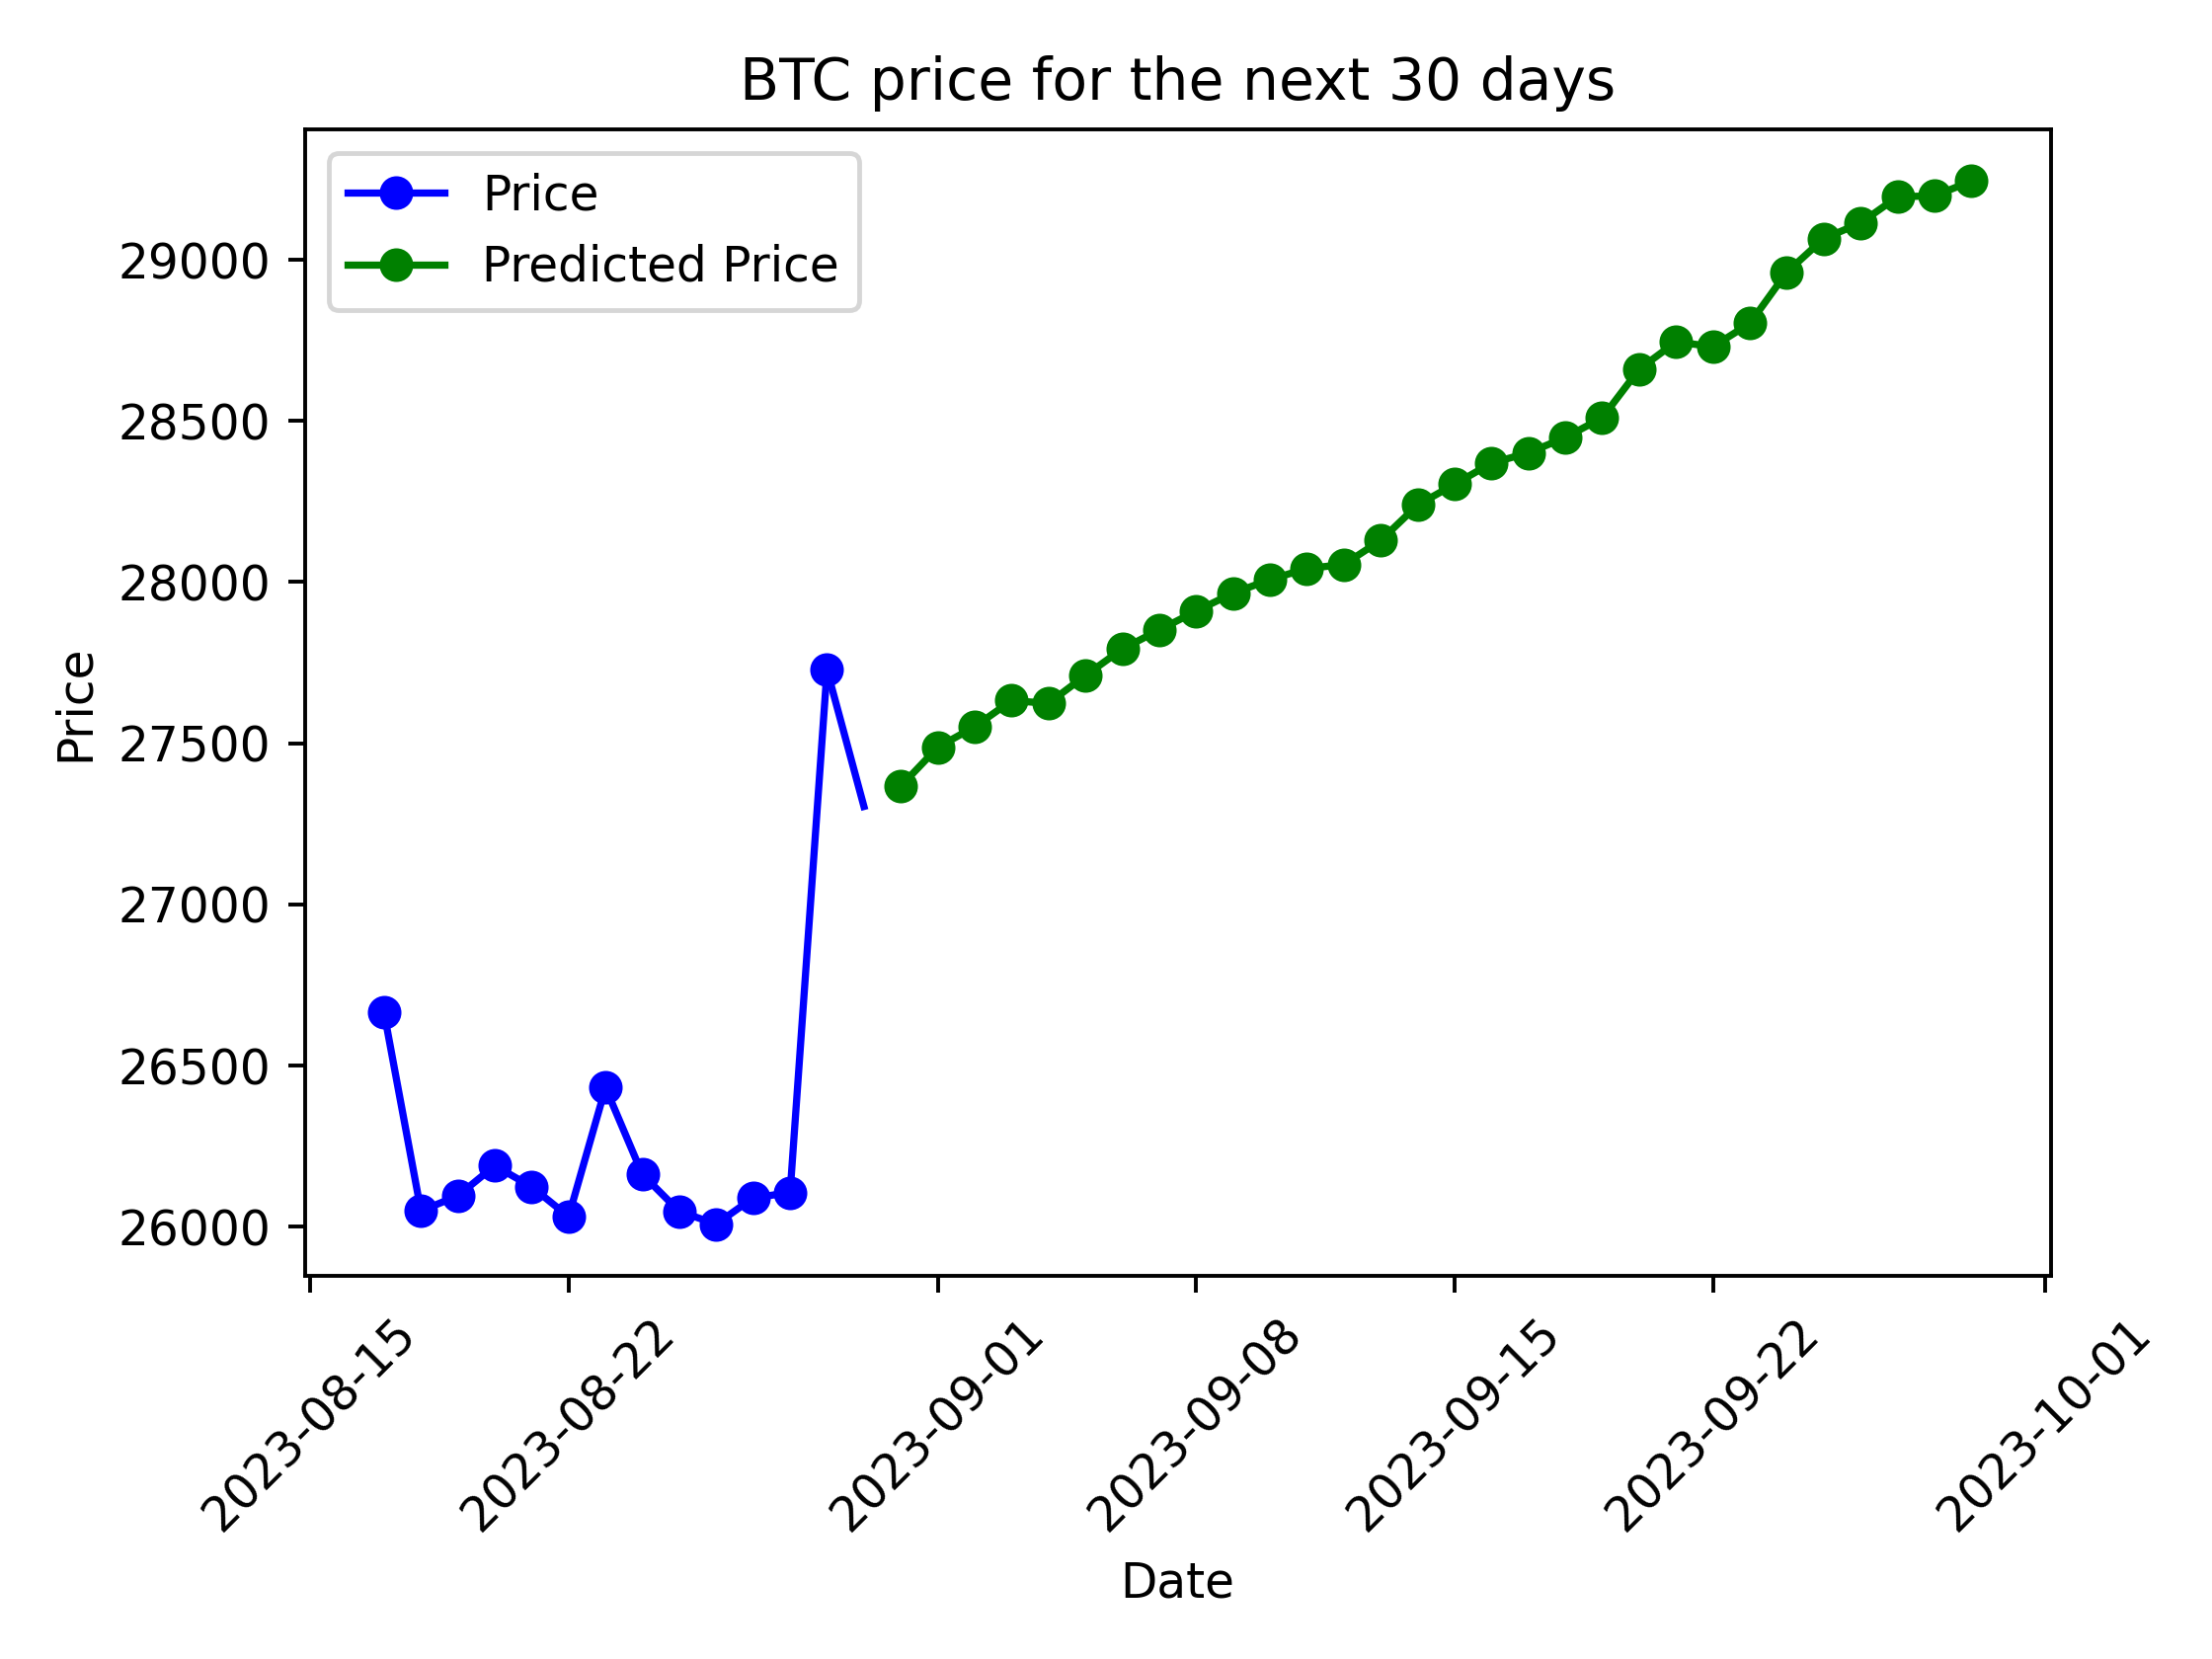 BTC price for the next 30 days
Price
Predicted Price
29000
28500
28000
27500
27000
26500
26000
Price
2023-08-15
2023-08-22
2023-09-01
2023-09-08
2023-09-15
2023-09-22
2023-10-01
Date